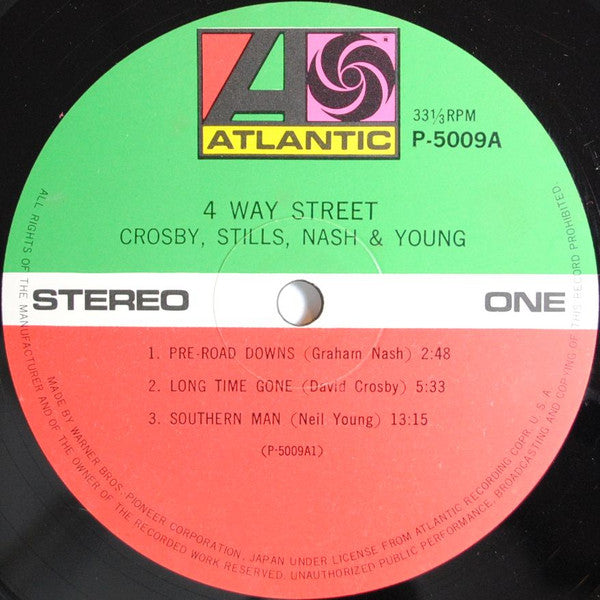 ATLANTIC
33⅓ RPM
P-5009A
4 WAY STREET
CROSBY, STILLS, NASH & YOUNG
STEREO
ONE
1. PRE-ROAD DOWNS (Graham Nash) 2:48
2. LONG TIME GONE (David Crosby) 5:33
3. SOUTHERN MAN (Neil Young) 13:15
(P-5009A1)
ALL RIGHTS OF THE MANUFACTURER AND OF THE OWNER OF THE RECORDED WORK RESERVED. UNAUTHORIZED PUBLIC PERFORMANCE, BROADCASTING AND COPYING OF THIS RECORD PROHIBITED.
MADE BY WARNER BROS. PIONEER CORPORATION, JAPAN UNDER LICENSE FROM ATLANTIC RECORDING COPR. U.S.A